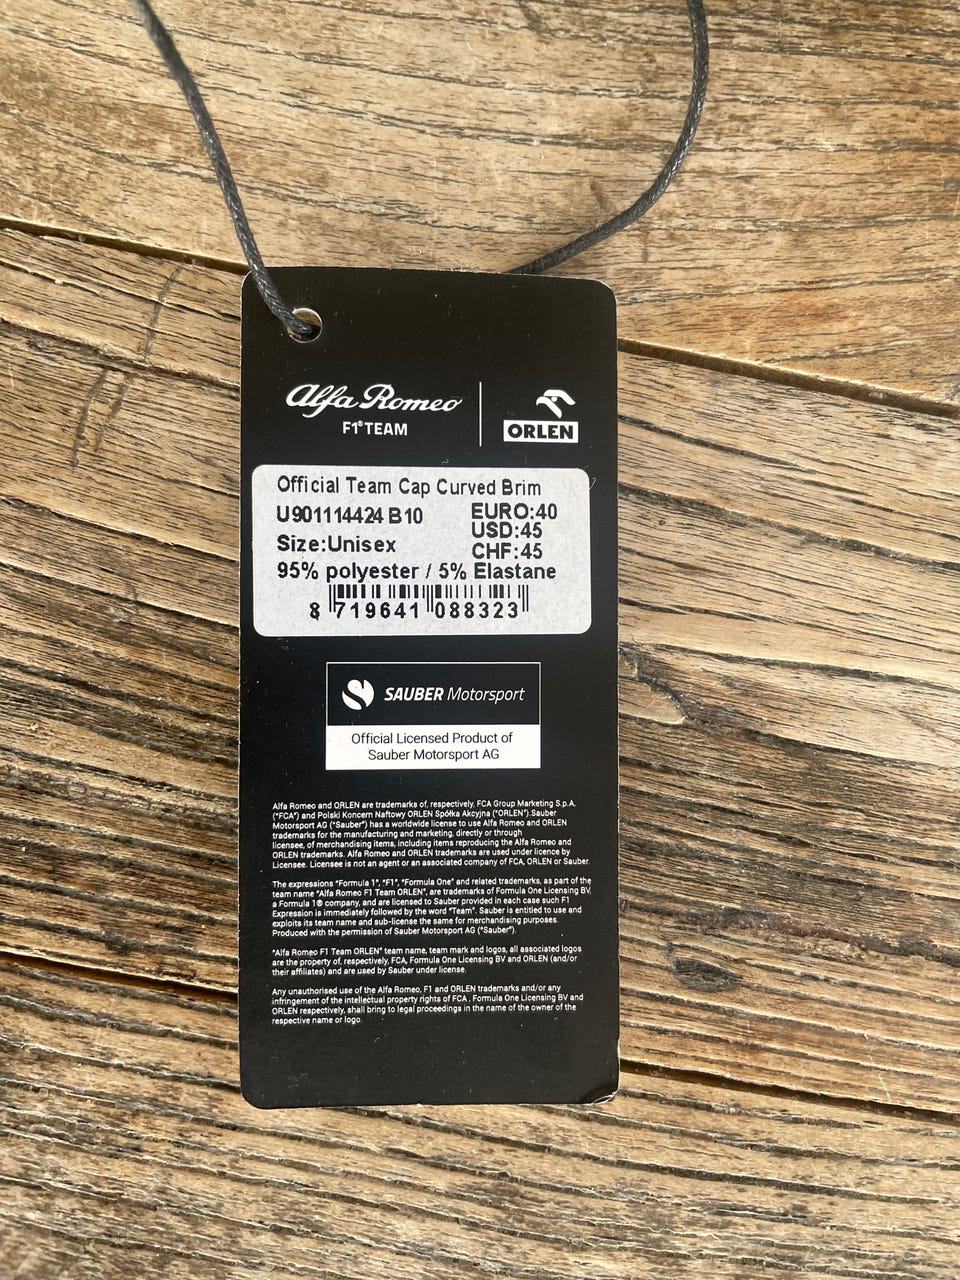 Alfa Romeo
F1® TEAM
ORLEN
Official Team Cap Curved Brim
U901114424 B10
EURO:40
USD:45
Size:Unisex
CHF:45
95% polyester / 5% Elastane
8 719641 088323
SAUBER Motorsport
Official Licensed Product of
Sauber Motorsport AG
Alfa Romeo and ORLEN are trademarks of, respectively, FCA Group Marketing S.p.A.
("FCA") and Polski Koncern Naftowy ORLEN Spółka Akcyjna ("ORLEN").Sauber
Motorsport AG ("Sauber") has a worldwide license to use Alfa Romeo and ORLEN
trademarks for the manufacturing and marketing, directly or through
licensee, of merchandising items, including items reproducing the Alfa Romeo and
ORLEN trademarks. Alfa Romeo and ORLEN trademarks are used under licence by
Licensee. Licensee is not an agent or an associated company of FCA, ORLEN or Sauber.
The expressions "Formula 1", "F1", "Formula One" and related trademarks, as part of the
team name "Alfa Romeo F1 Team ORLEN", are trademarks of Formula One Licensing BV,
a Formula 1® company, and are licensed to Sauber provided in each case such F1
Expression is immediately followed by the word "Team". Sauber is entitled to use and
exploits its team name and sub-license the same for merchandising purposes.
Produced with the permission of Sauber Motorsport AG ("Sauber").
"Alfa Romeo F1 Team ORLEN" team name, team mark and logos, all associated logos
are the property of, respectively, FCA, Formula One Licensing BV and ORLEN (and/or
their affiliates) and are used by Sauber under license.
Any unauthorised use of the Alfa Romeo, F1 and ORLEN trademarks and/or any
infringement of the intellectual property rights of FCA , Formula One Licensing BV and
ORLEN respectively, shall bring to legal proceedings in the name of the owner of the
respective name or logo.